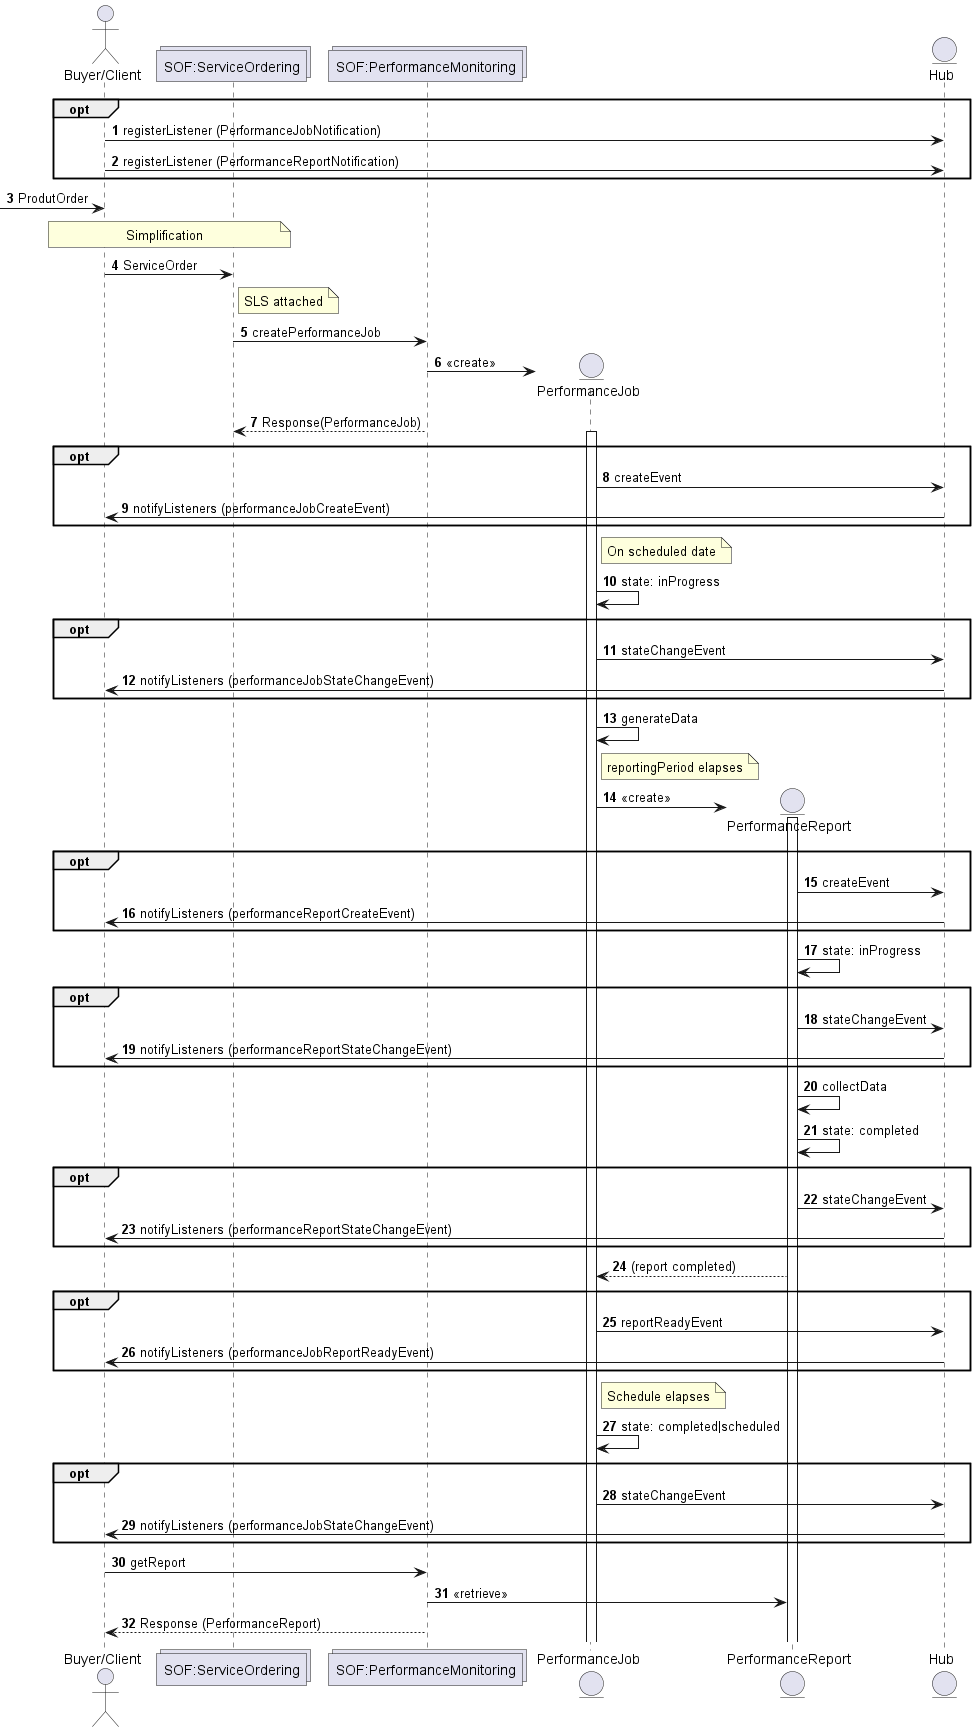 Buyer/Client
SOF:ServiceOrdering
SOF:PerformanceMonitoring
Hub
opt
1 registerListener (PerformanceJobNotification)
2 registerListener (PerformanceReportNotification)
3 ProdutOrder
Simplification
4 ServiceOrder
SLS attached
5 createPerformanceJob
6 «create»
PerformanceJob
7 Response(PerformanceJob)
opt
8 createEvent
9 notifyListeners (performanceJobCreateEvent)
On scheduled date
10 state: inProgress
opt
11 stateChangeEvent
12 notifyListeners (performanceJobStateChangeEvent)
13 generateData
reportingPeriod elapses
14 «create»
PerformanceReport
opt
15 createEvent
16 notifyListeners (performanceReportCreateEvent)
17 state: inProgress
opt
18 stateChangeEvent
19 notifyListeners (performanceReportStateChangeEvent)
20 collectData
21 state: completed
opt
22 stateChangeEvent
23 notifyListeners (performanceReportStateChangeEvent)
24 (report completed)
opt
25 reportReadyEvent
26 notifyListeners (performanceJobReportReadyEvent)
Schedule elapses
27 state: completed|scheduled
opt
28 stateChangeEvent
29 notifyListeners (performanceJobStateChangeEvent)
30 getReport
31 «retrieve»
32 Response (PerformanceReport)
Buyer/Client
SOF:ServiceOrdering
SOF:PerformanceMonitoring
PerformanceJob
PerformanceReport
Hub